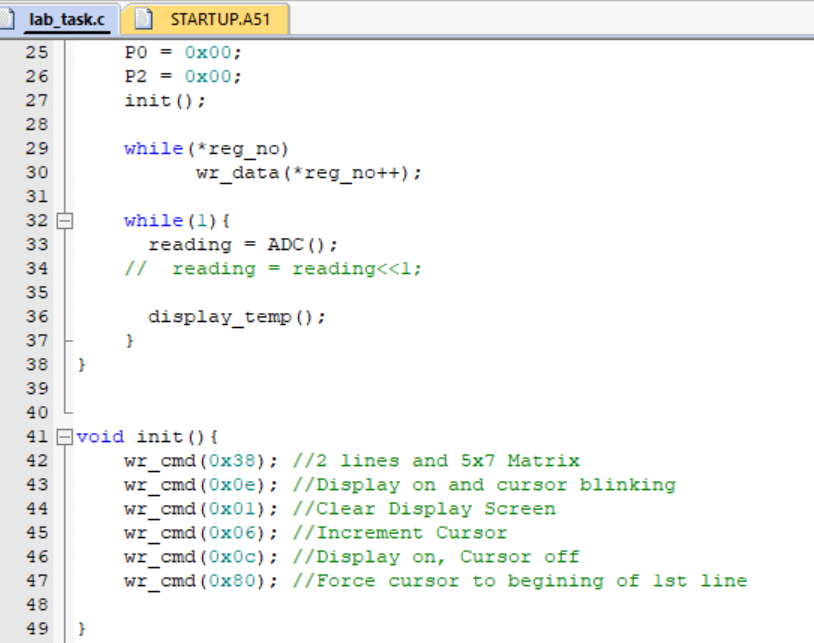 lab_task.c STARTUP.A51
25 P0 = 0x00;
26 P2 = 0x00;
27 init();
28
29 while(*reg_no)
30 wr_data(*reg_no++);
31
32 while(1){
33 reading = ADC();
34 // reading = reading<<1;
35
36 display_temp();
37 }
38 }
39
40
41 void init(){
42 wr_cmd(0x38); //2 lines and 5x7 Matrix
43 wr_cmd(0x0e); //Display on and cursor blinking
44 wr_cmd(0x01); //Clear Display Screen
45 wr_cmd(0x06); //Increment Cursor
46 wr_cmd(0x0c); //Display on, Cursor off
47 wr_cmd(0x80); //Force cursor to begining of 1st line
48
49 }